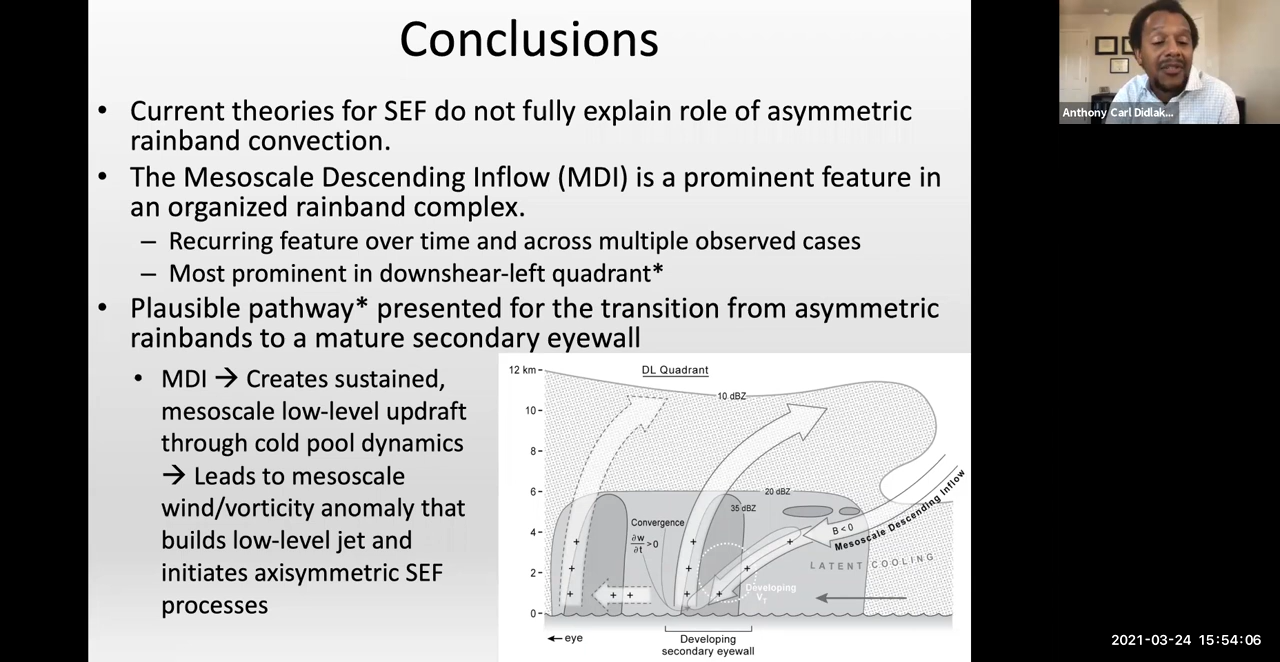 Conclusions
• Current theories for SEF do not fully explain role of asymmetric
rainband convection.
• The Mesoscale Descending Inflow (MDI) is a prominent feature in
an organized rainband complex.
– Recurring feature over time and across multiple observed cases
– Most prominent in downshear-left quadrant*
• Plausible pathway* presented for the transition from asymmetric
rainbands to a mature secondary eyewall
• MDI → Creates sustained,
mesoscale low-level updraft
through cold pool dynamics
→ Leads to mesoscale
wind/vorticity anomaly that
builds low-level jet and
initiates axisymmetric SEF
processes
DL Quadrant
12 km
10
8
6
4
2
0
10 dBZ
20 dBZ
35 dBZ
Convergence
∂w/∂t >0
B < 0
Mesoscale Descending Inflow
LATENT COOLING
Developing
V_T
← eye
Developing
secondary eyewall
Anthony Carl Didlak...
2021-03-24 15:54:06